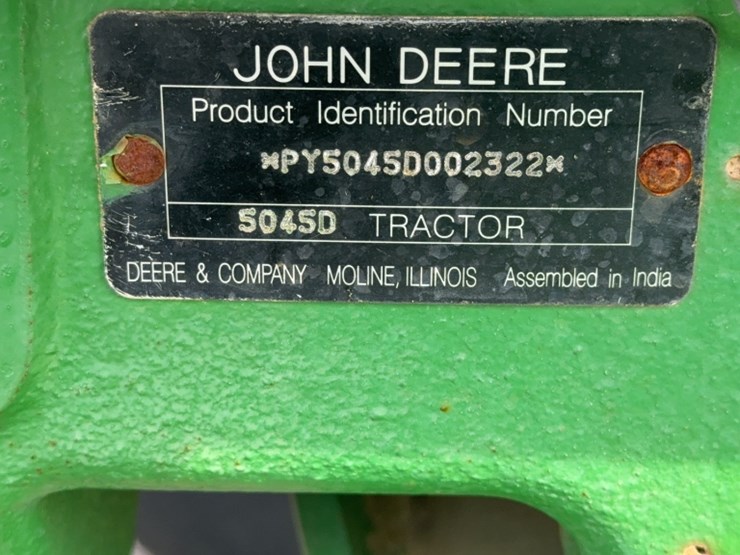 JOHN DEERE
Product Identification Number
*PY5045D002322*
5045D TRACTOR
DEERE & COMPANY MOLINE, ILLINOIS Assembled in India